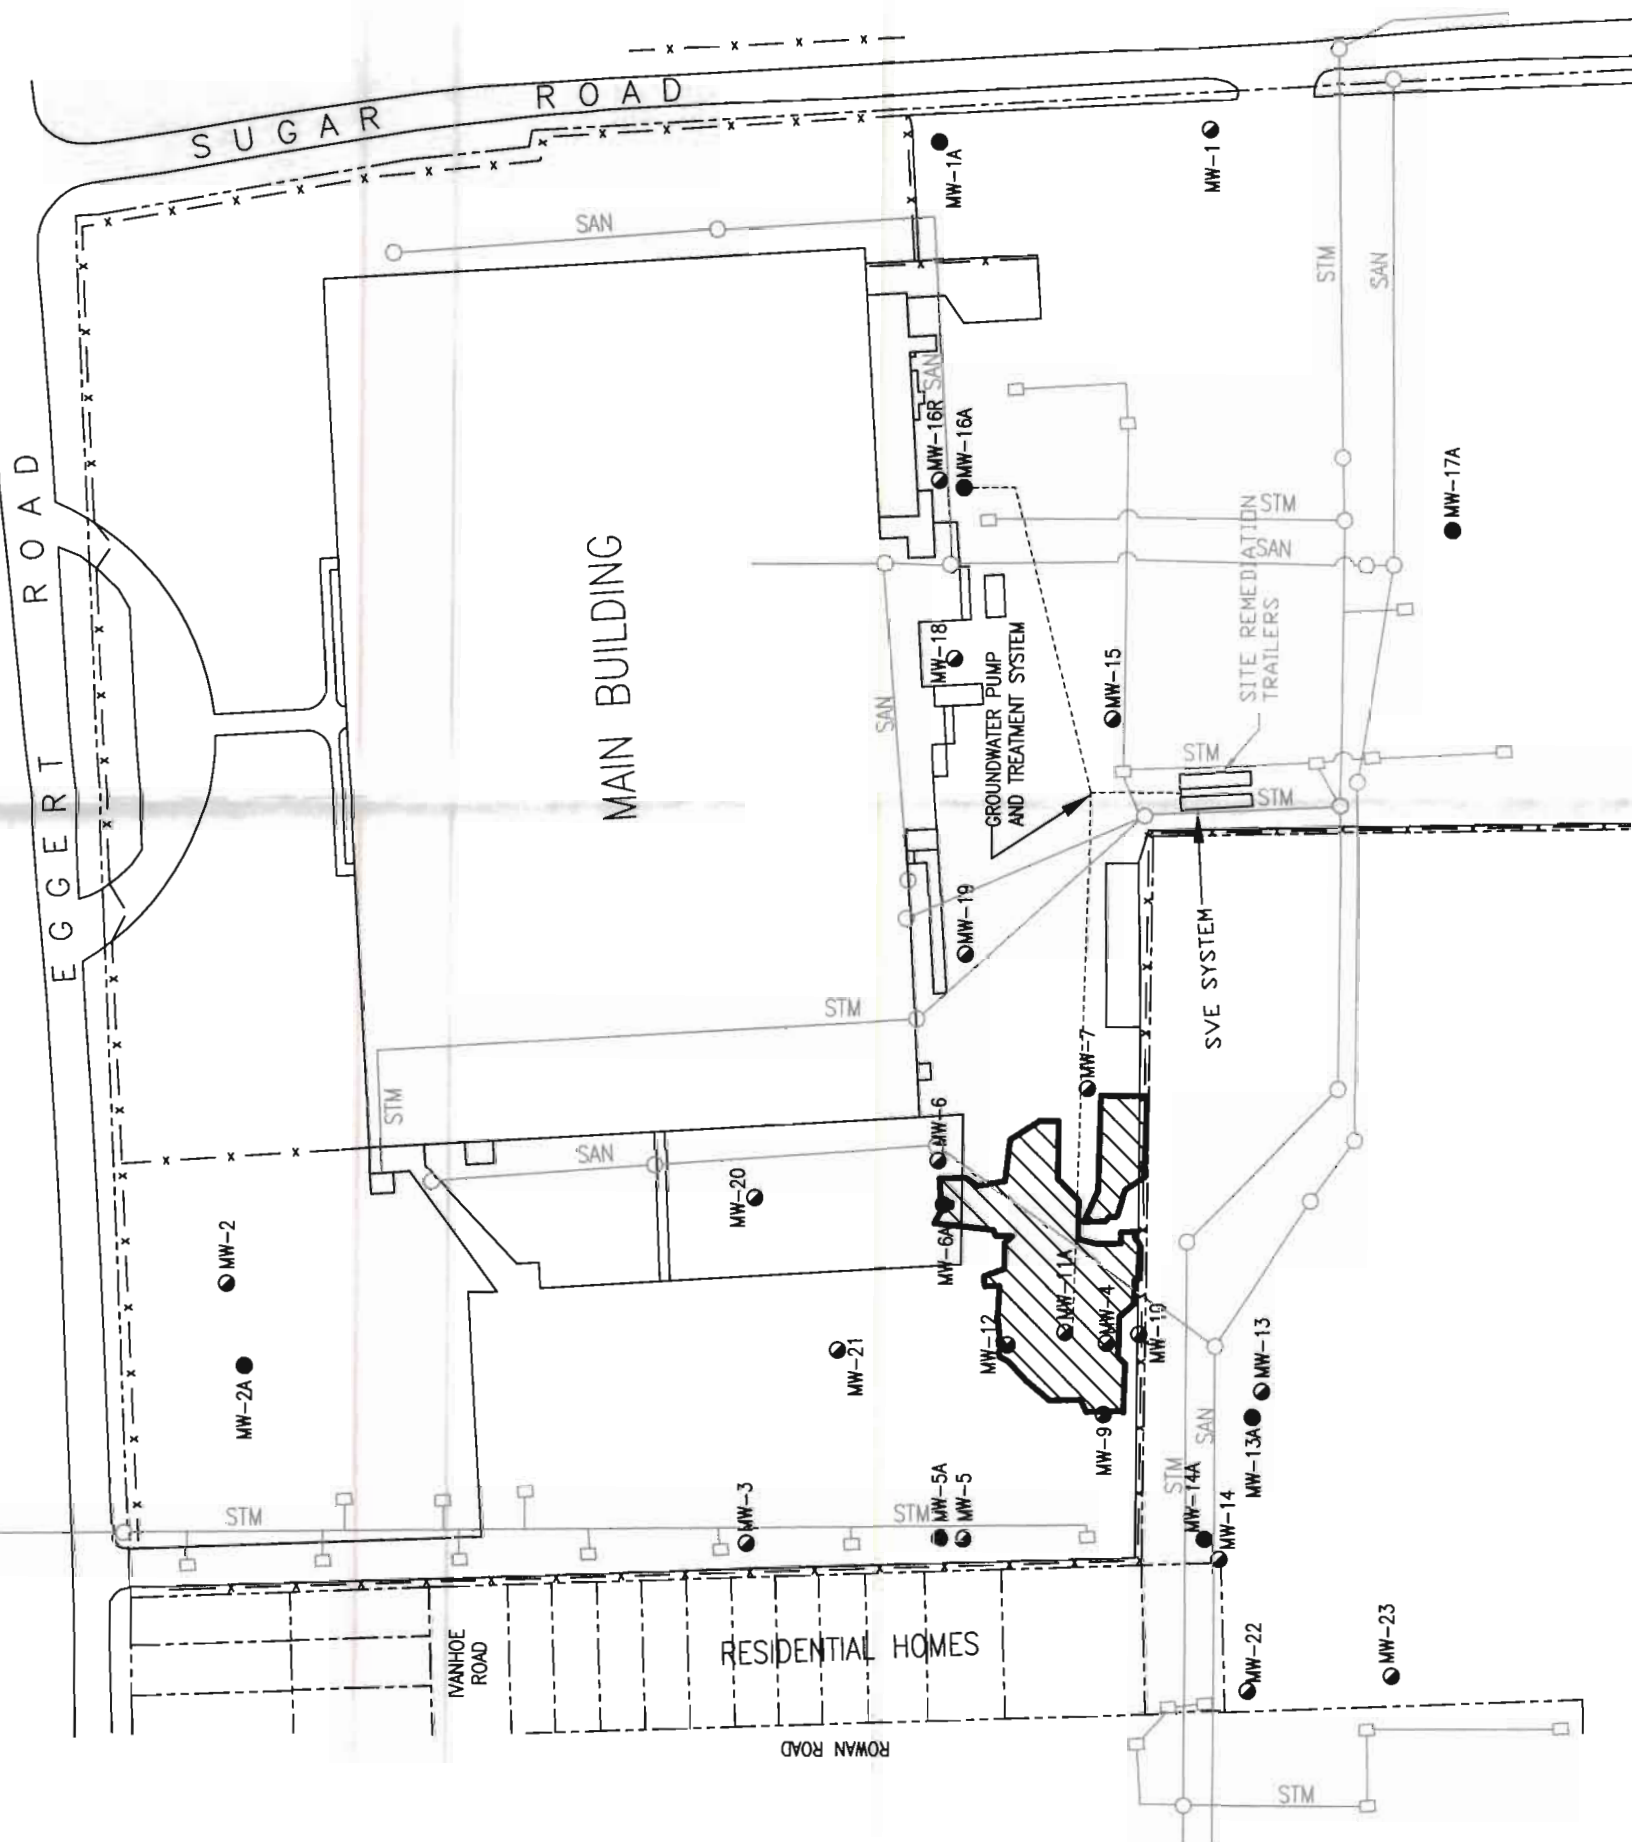 SUGAR ROAD
EGGERT ROAD
MAIN BUILDING
SAN
MW-1A
MW-1
STM
SAN
SAN
MW-16R
MW-16A
MW-17A
STM
SAN
SITE REMEDIATION
TRAILERS
MW-18
GROUNDWATER PUMP
AND TREATMENT SYSTEM
MW-15
SAN
STM
STM
MW-19
SVE SYSTEM
STM
STM
MW-7
MW-6
SAN
MW-20
MW-6A
MW-2
MW-2A
MW-21
MW-12
MW-11A
MW-4
MW-10
MW-9
MW-13
MW-13A
SAN
STM
MW-14A
MW-14
STM
MW-3
STM
MW-5A
MW-5
IVANHOE
ROAD
RESIDENTIAL HOMES
MW-22
MW-23
ROWAN ROAD
STM